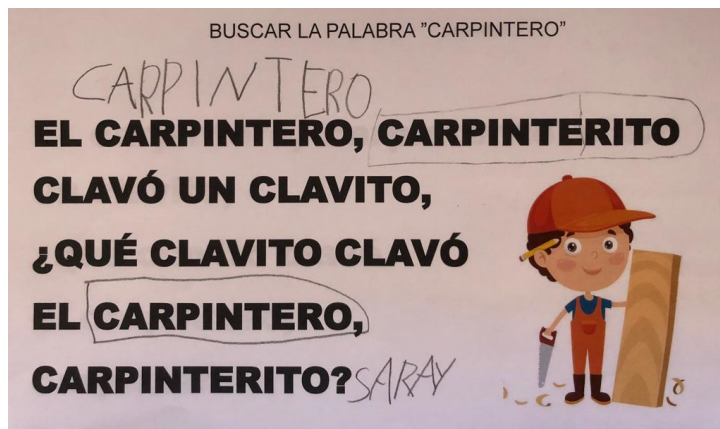 BUSCAR LA PALABRA ”CARPINTERO”
CARPINTERO
EL CARPINTERO, CARPINTERITO
CLAVÓ UN CLAVITO,
¿QUÉ CLAVITO CLAVÓ
EL CARPINTERO,
CARPINTERITO? SARAY